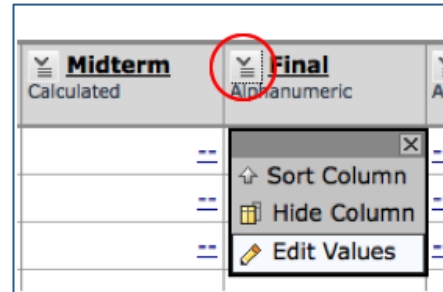 Midterm
Calculated
Final
Alphanumeric
A
--
--
--
Sort Column
Hide Column
Edit Values